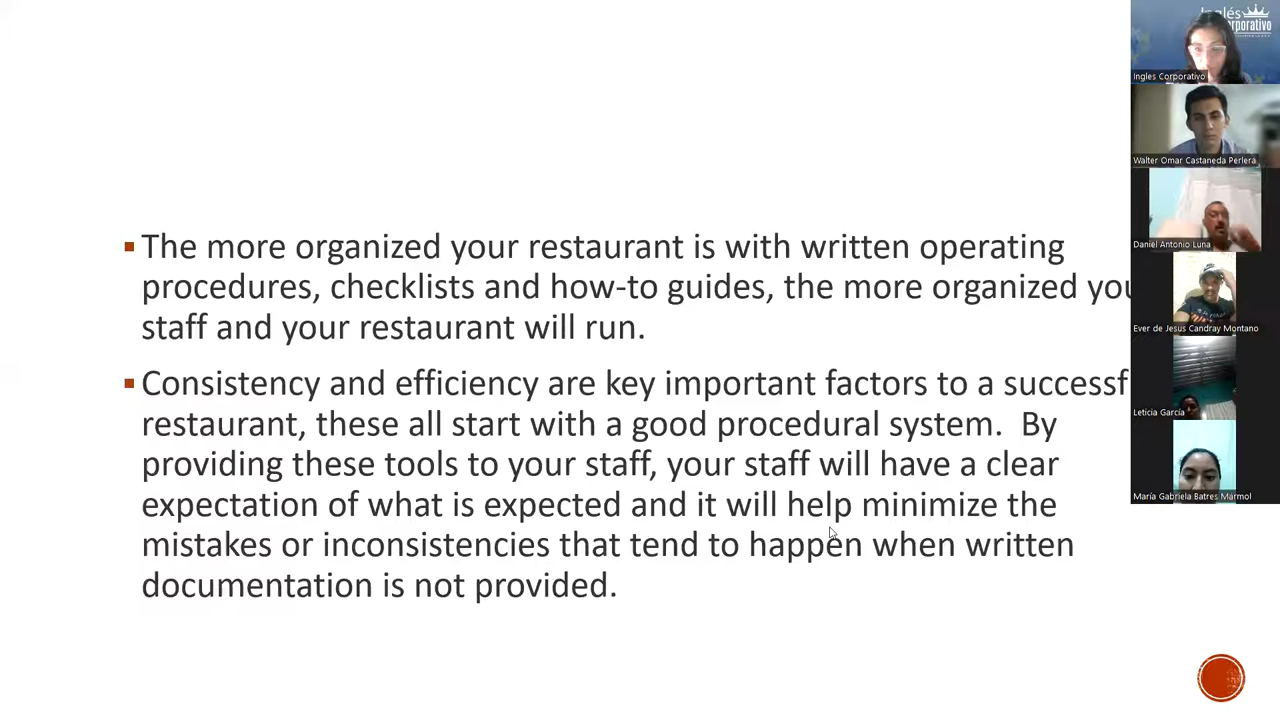 The more organized your restaurant is with written operating
procedures, checklists and how-to guides, the more organized
staff and your restaurant will run.
Consistency and efficiency are key important factors to a
restaurant, these all start with a good procedural system. By
providing these tools to your staff, your staff will have a clear
expectation of what is expected and it will help minimize the
mistakes or inconsistencies that tend to happen when written
documentation is not provided.
Inglés
Corporativo
Ingles Corporativo
Walter Omar Castaneda Perlera
Daniel Antonio Luna
Ever de Jesus Candray Montano
Leticia García
María Gabriela Batres Marmol